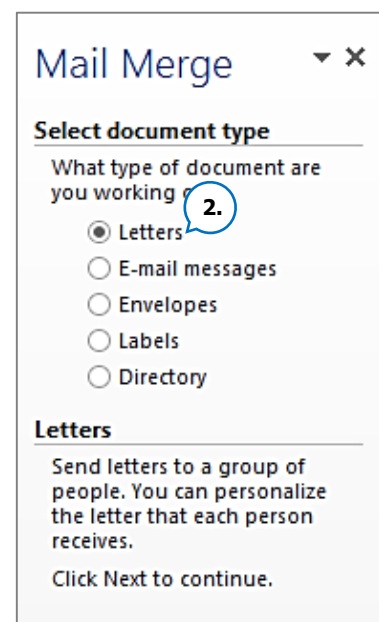 Mail Merge
Select document type
What type of document are
you working
2.
Letters
E-mail messages
Envelopes
Labels
Directory
Letters
Send letters to a group of
people. You can personalize
the letter that each person
receives.
Click Next to continue.